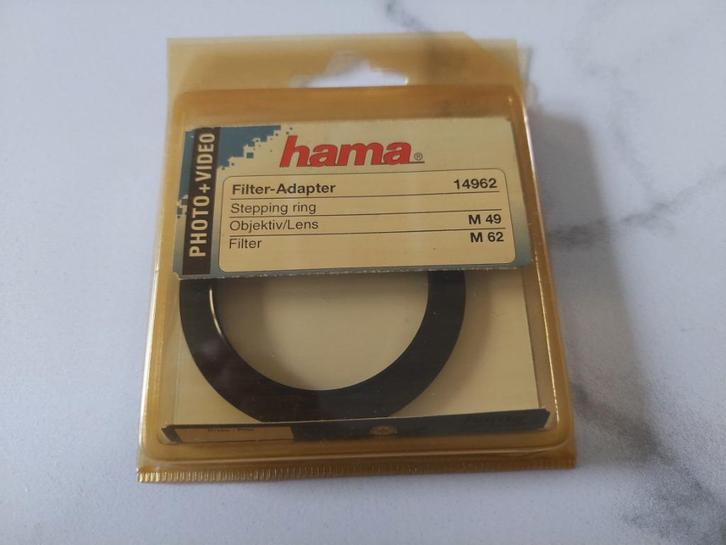 PHOTO+VIDEO
hama®
Filter-Adapter 14962
Stepping ring
Objektiv/Lens M 49
Filter M 62